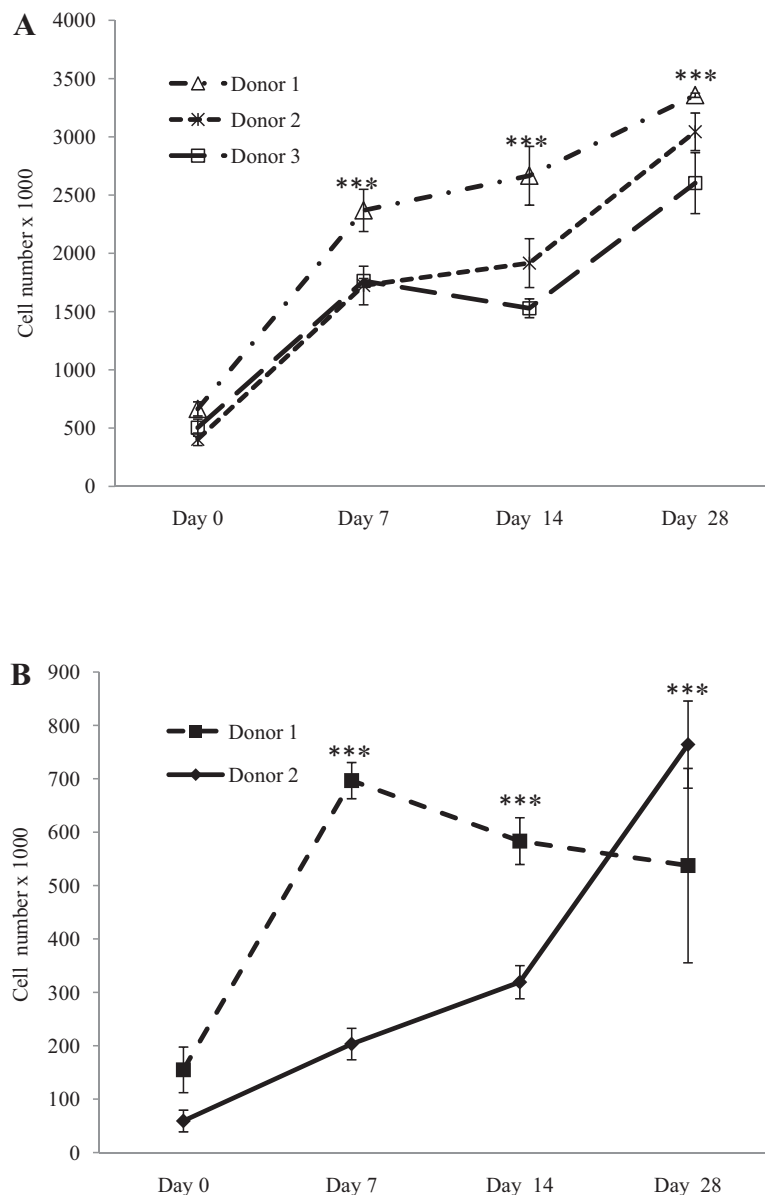 A
4000
3500
3000
2500
2000
1500
1000
500
0
Cell number x 1000
Donor 1
Donor 2
Donor 3
***
***
***
Day 0 Day 7 Day 14 Day 28
B
900
800
700
600
500
400
300
200
100
0
Cell number x 1000
Donor 1
Donor 2
***
***
***
Day 0 Day 7 Day 14 Day 28